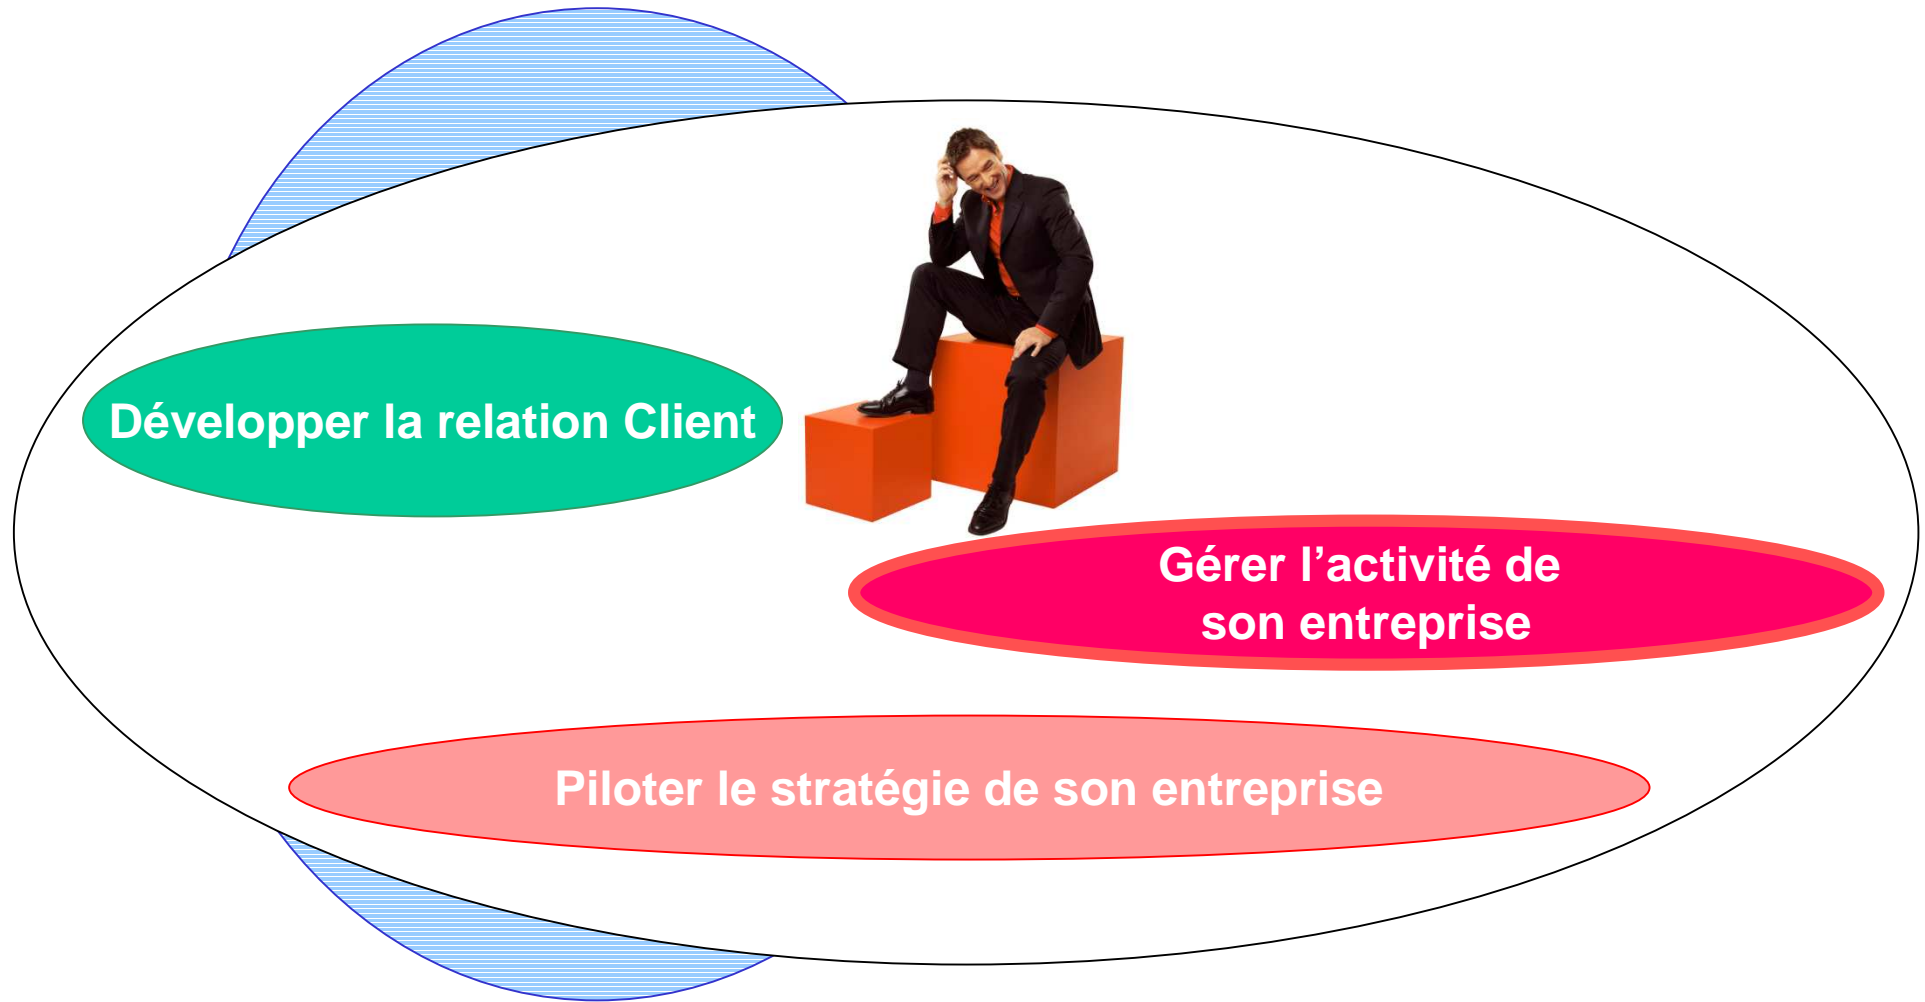 Développer la relation Client
Gérer l’activité de
son entreprise
Piloter le stratégie de son entreprise